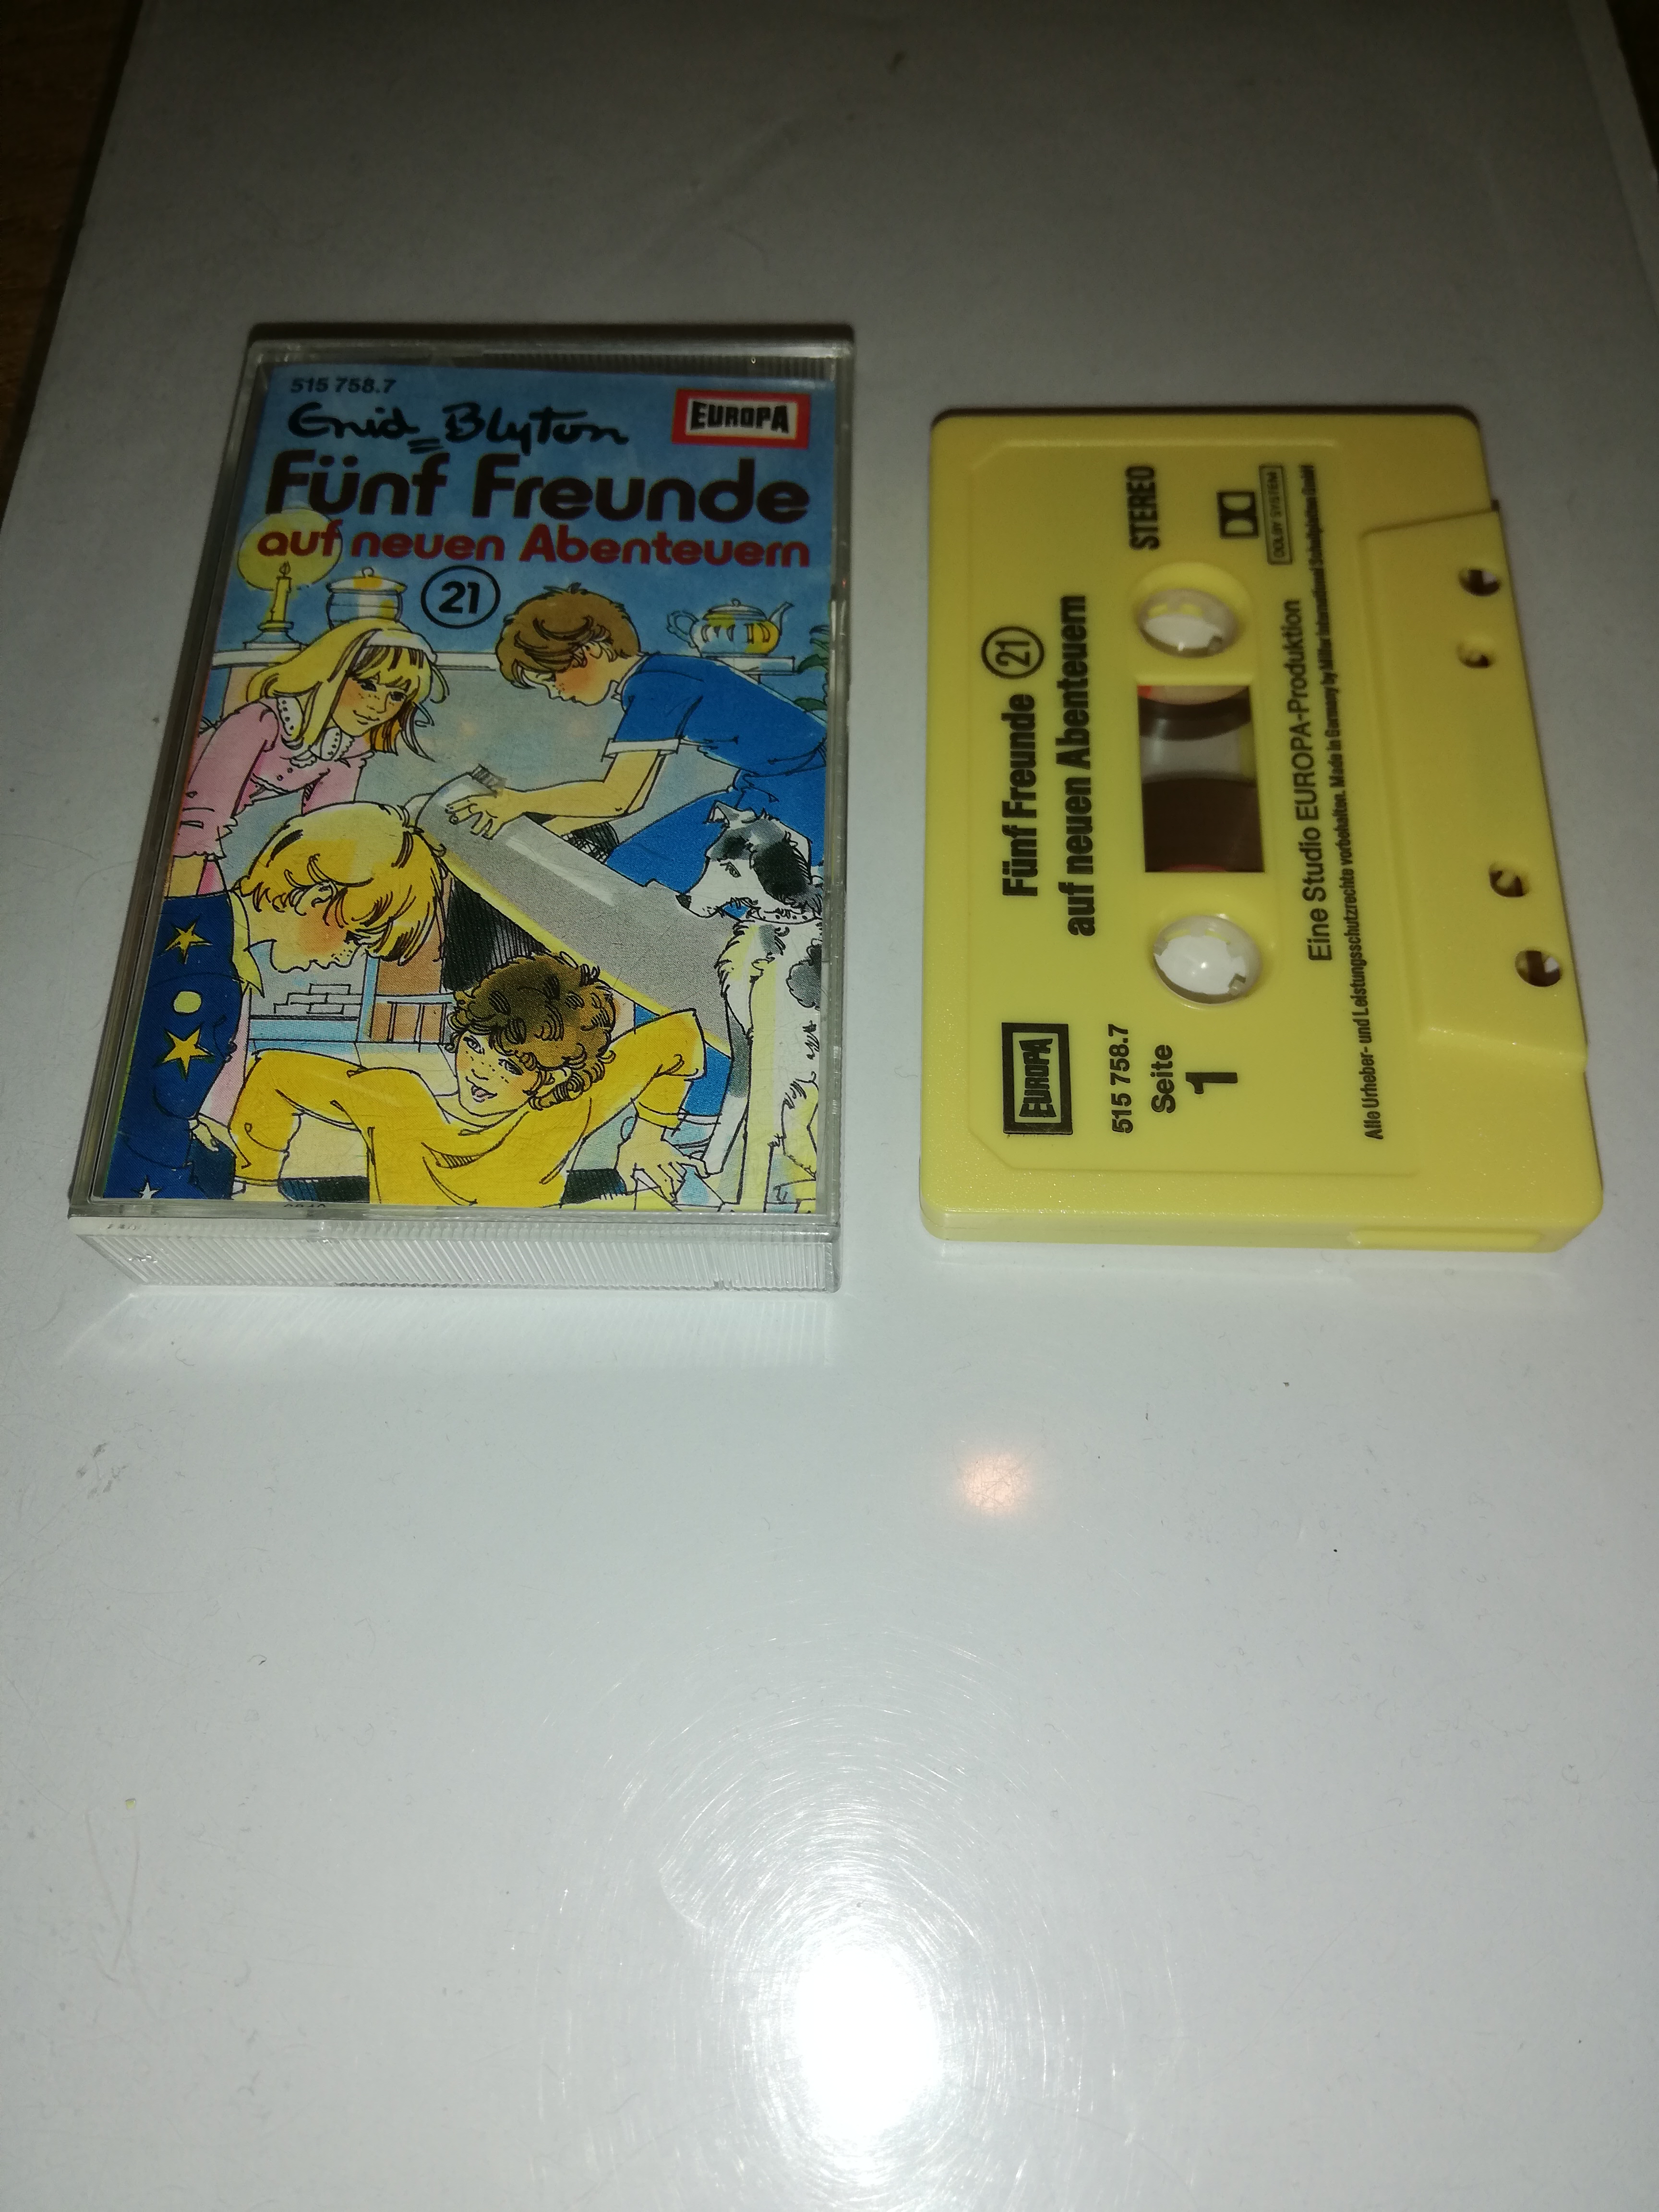 515 758.7
EUROPA
Enid Blyton
Fünf Freunde
auf neuen Abenteuern
21
Fünf Freunde 21
auf neuen Abenteuern
STEREO
DOLBY SYSTEM
EUROPA
515 758.7
Seite
1
Eine Studio EUROPA-Produktion
Alle Urheber- und Leistungsschutzrechte vorbehalten. Made in Germany by Miller International Schallplatten GmbH